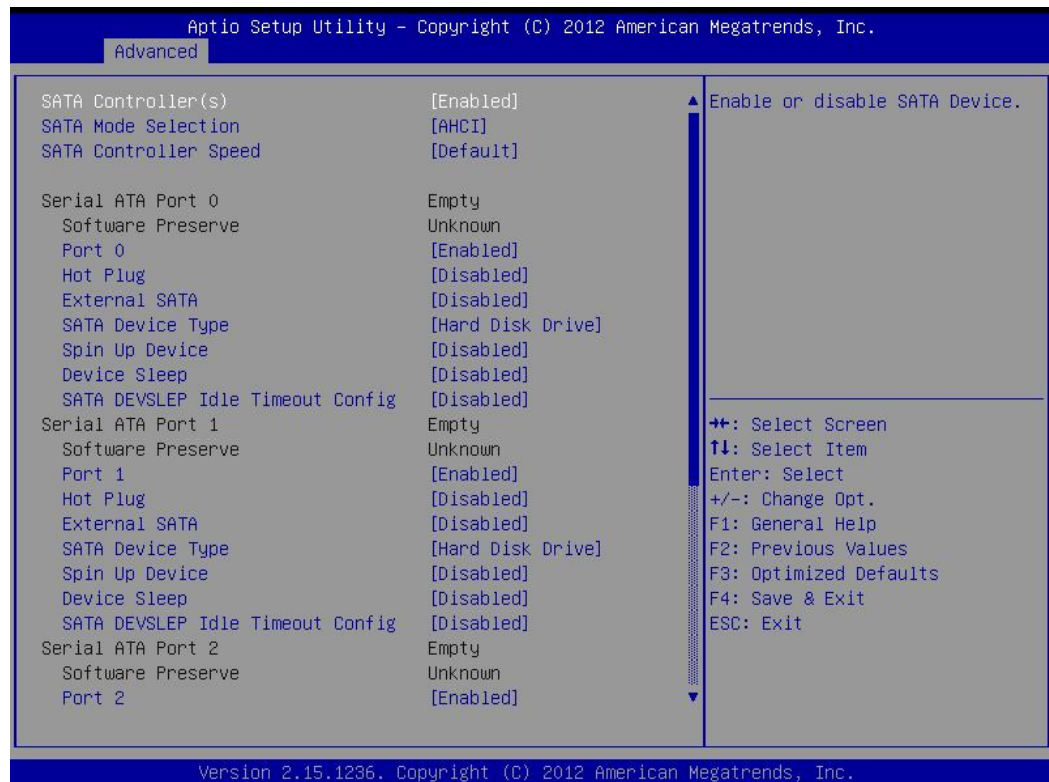 Aptio Setup Utility – Copyright (C) 2012 American Megatrends, Inc.
Advanced
SATA Controller(s) [Enabled]
SATA Mode Selection [AHCI]
SATA Controller Speed [Default]
Serial ATA Port 0 Empty
Software Preserve Unknown
Port 0 [Enabled]
Hot Plug [Disabled]
External SATA [Disabled]
SATA Device Type [Hard Disk Drive]
Spin Up Device [Disabled]
Device Sleep [Disabled]
SATA DEVSLEP Idle Timeout Config [Disabled]
Serial ATA Port 1 Empty
Software Preserve Unknown
Port 1 [Enabled]
Hot Plug [Disabled]
External SATA [Disabled]
SATA Device Type [Hard Disk Drive]
Spin Up Device [Disabled]
Device Sleep [Disabled]
SATA DEVSLEP Idle Timeout Config [Disabled]
Serial ATA Port 2 Empty
Software Preserve Unknown
Port 2 [Enabled]
Enable or disable SATA Device.
→←: Select Screen
↑↓: Select Item
Enter: Select
+/-: Change Opt.
F1: General Help
F2: Previous Values
F3: Optimized Defaults
F4: Save & Exit
ESC: Exit
Version 2.15.1236. Copyright (C) 2012 American Megatrends, Inc.